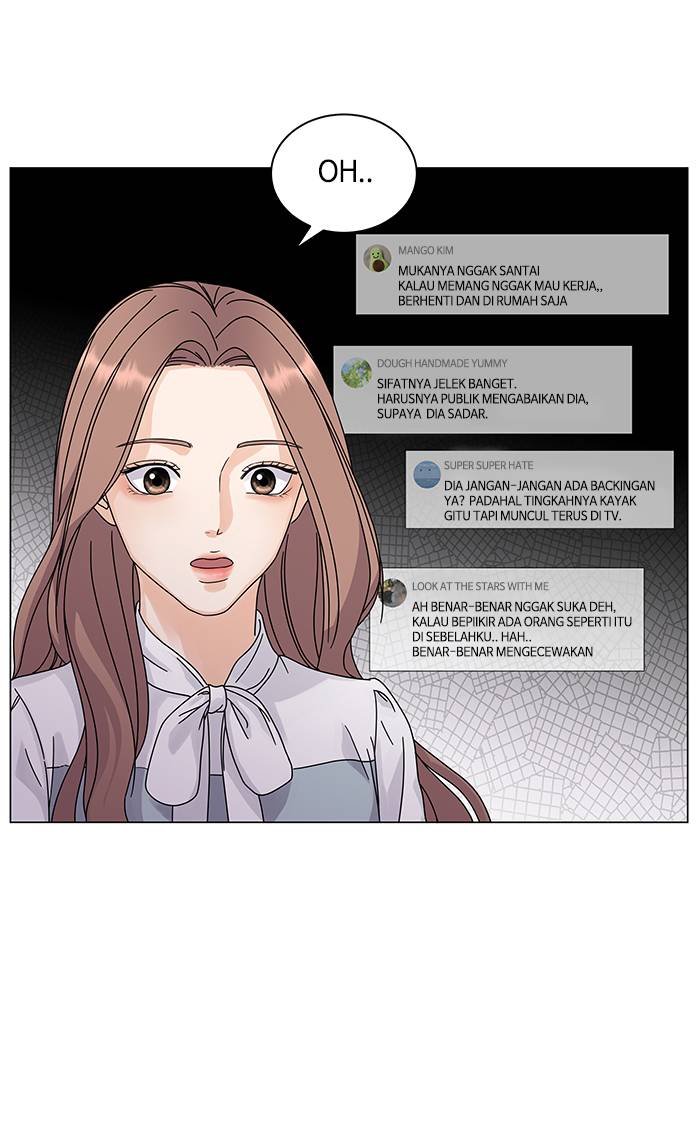 OH..
MANGO KIM
MUKANYA NGGAK SANTAI
KALAU MEMANG NGGAK MAU KERJA,,
BERHENTI DAN DI RUMAH SAJA
DOUGH HANDMADE YUMMY
SIFATNYA JELEK BANGET.
HARUSNYA PUBLIK MENGABAIKAN DIA,
SUPAYA DIA SADAR.
SUPER SUPER HATE
DIA JANGAN-JANGAN ADA BACKINGAN
YA? PADAHAL TINGKAHNYA KAYAK
GITU TAPI MUNCUL TERUS DI TV.
LOOK AT THE STARS WITH ME
AH BENAR-BENAR NGGAK SUKA DEH,
KALAU BEPIIKIR ADA ORANG SEPERTI ITU
DI SEBELAHKU.. HAH..
BENAR-BENAR MENGECEWAKAN